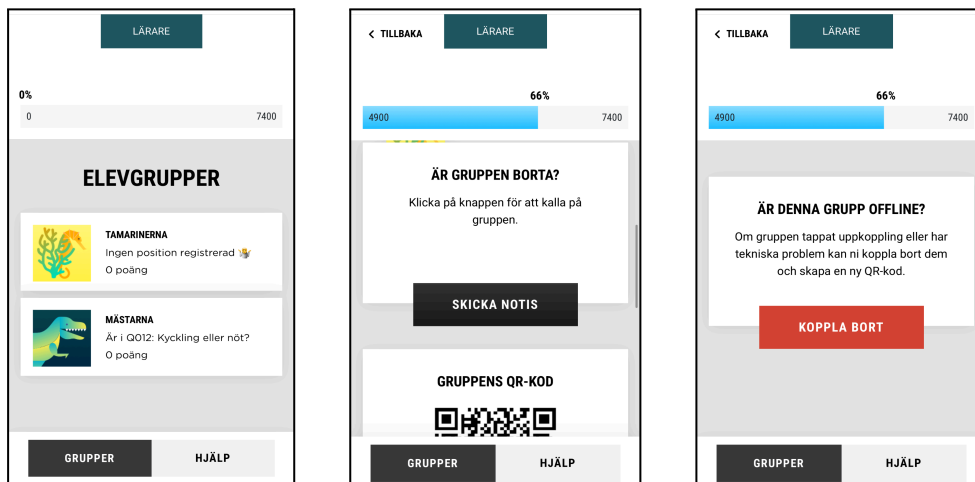 LÄRARE
0%
0 7400
ELEVGRUPPER
TAMARINERNA
Ingen position registrerad 🤷
0 poäng
MÄSTARNA
Är i Q012: Kyckling eller nöt?
0 poäng
GRUPPER HJÄLP
< TILLBAKA LÄRARE
66%
4900 7400
ÄR GRUPPEN BORTA?
Klicka på knappen för att kalla på
gruppen.
SKICKA NOTIS
GRUPPENS QR-KOD
GRUPPER HJÄLP
< TILLBAKA LÄRARE
66%
4900 7400
ÄR DENNA GRUPP OFFLINE?
Om gruppen tappat uppkoppling eller har
tekniska problem kan ni koppla bort dem
och skapa en ny QR-kod.
KOPPLA BORT
GRUPPER HJÄLP